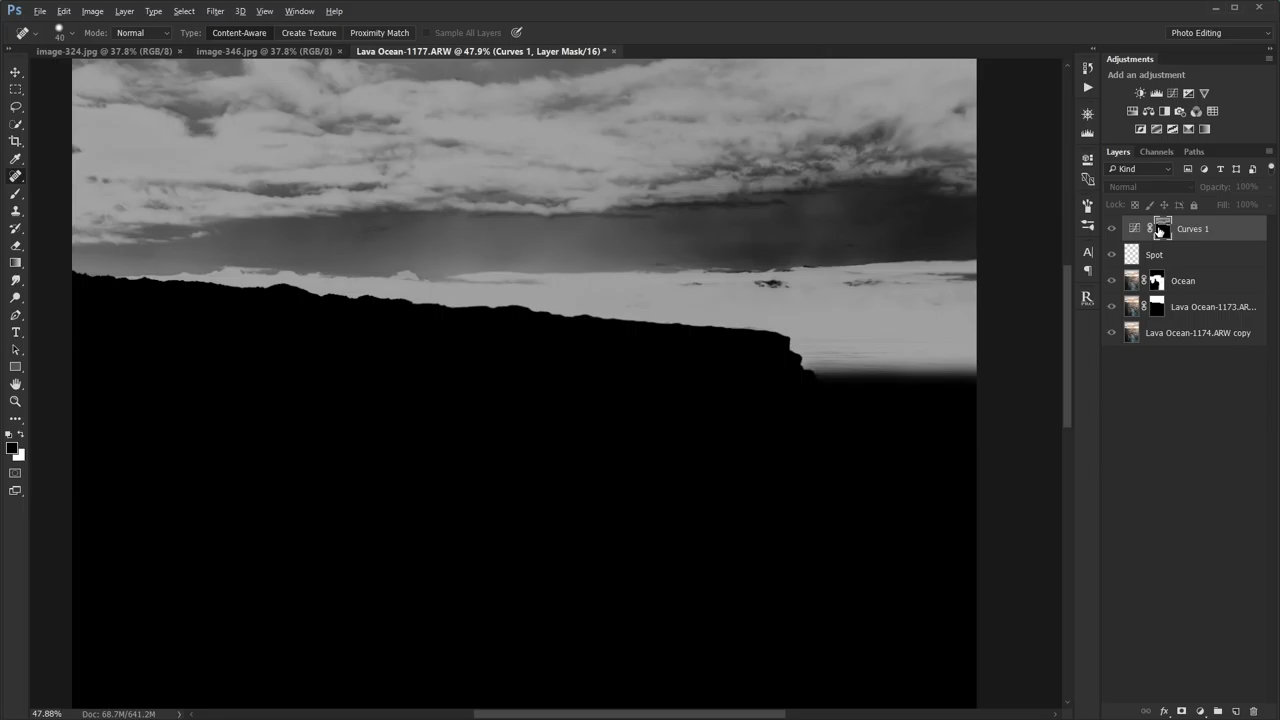 Ps File Edit Image Layer Type Select Filter 3D View Window Help
40 Mode: Normal Type: Content-Aware Create Texture Proximity Match Sample All Layers Photo Editing
image-324.jpg @ 37.8% (RGB/8) × image-346.jpg @ 37.8% (RGB/8) × Lava Ocean-1177.ARW @ 47.9% (Curves 1, Layer Mask/16) * ×
Adjustments
Add an adjustment
Layers Channels Paths
Kind
Normal Opacity: 100%
Lock: Fill: 100%
Curves 1
Spot
Ocean
Lava Ocean-1173.AR...
Lava Ocean-1174.ARW copy
47.88% Doc: 68.7M/641.2M